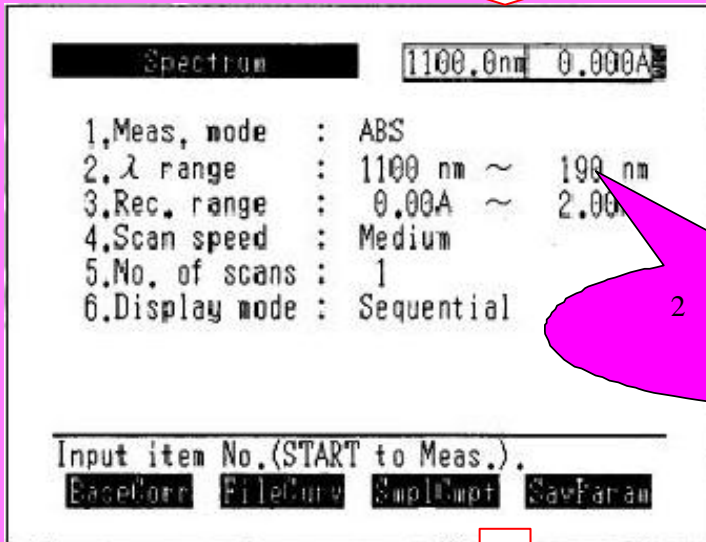 Spectrum
1100.0nm 0.000A
1.Meas. mode : ABS
2.λ range : 1100 nm ～ 190 nm
3.Rec. range : 0.00A ～ 2.00
4.Scan speed : Medium
5.No. of scans : 1
6.Display mode : Sequential
2
Input item No.(START to Meas.).
BaseCorr FileCurv SmplCmpt SavParam